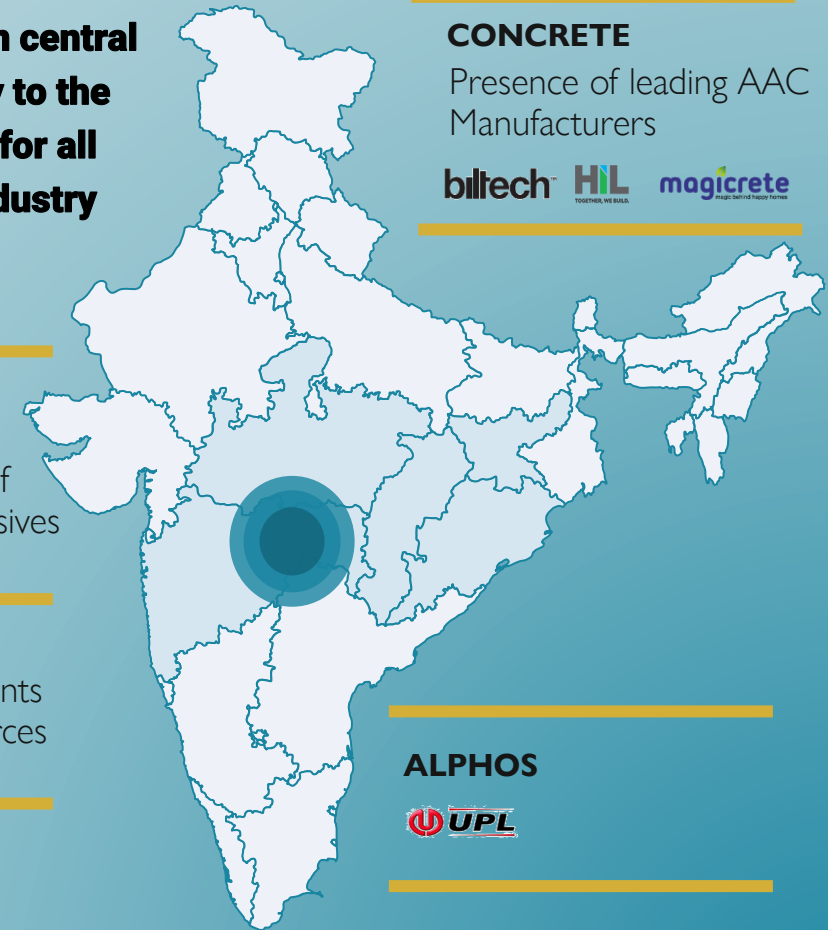 n central
y to the
for all
dustry
CONCRETE
Presence of leading AAC
Manufacturers
biltech
HIL
TOGETHER, WE BUILD.
magicrete
magic behind happy homes
f
sives
nts
rces
ALPHOS
UPL